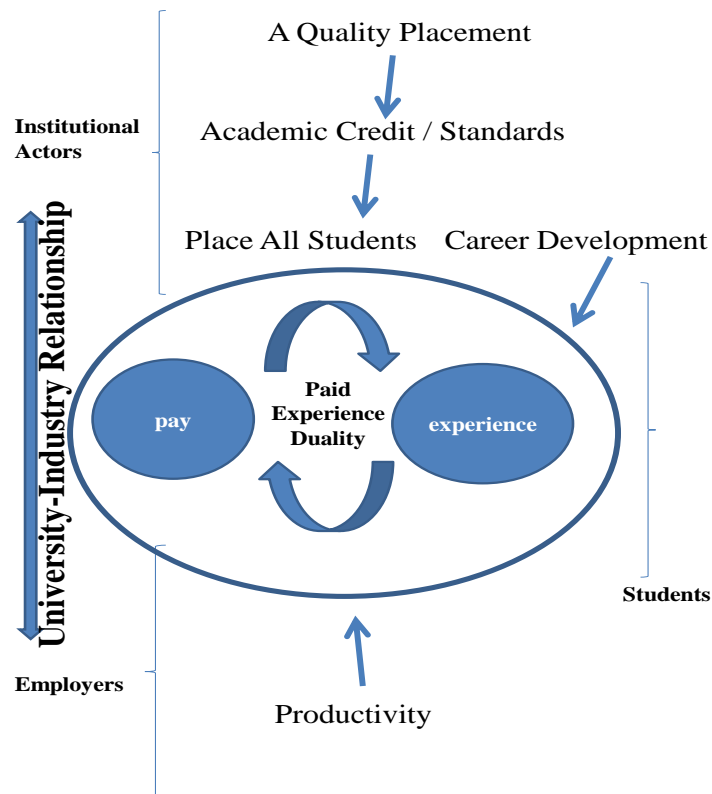 A Quality Placement
Institutional
Actors
Academic Credit / Standards
Place All Students
Career Development
University-Industry Relationship
Paid
Experience
Duality
pay
experience
Students
Employers
Productivity